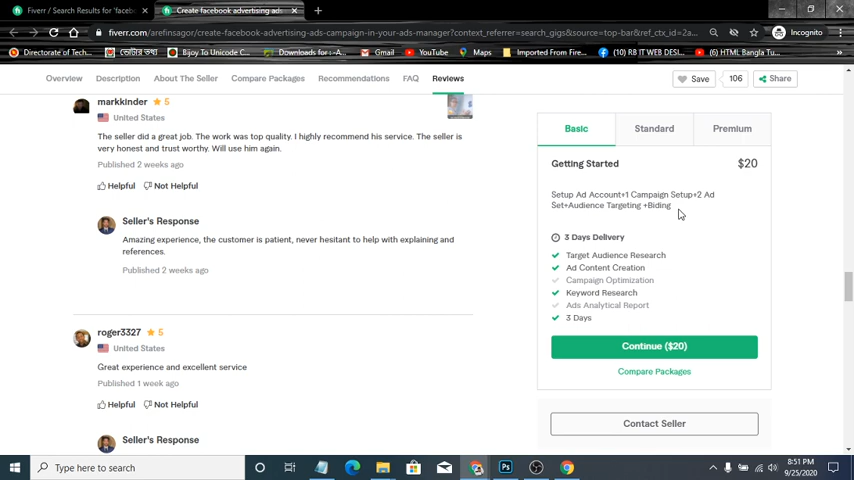 Fiverr / Search Results for 'facebo
Create facebook advertising ads
fiverr.com/arefinsagor/create-facebook-advertising-ads-campaign-in-your-ads-manager?context_referrer=search_gigs&source=top-bar&ref_ctx_id=2a...
Incognito
Directorate of Tech...
Bijoy To Unicode C...
Downloads for :-A...
Gmail
YouTube
Maps
Imported From Fire...
(10) RB IT WEB DESI...
(5) HTML Bangla Tu...
Overview
Description
About The Seller
Compare Packages
Recommendations
FAQ
Reviews
Save
106
Share
markkinder ★ 5
United States
The seller did a great job. The work was top quality. I highly recommend his service. The seller is
very honest and trust worthy. Will use him again.
Published 2 weeks ago
Helpful
Not Helpful
Seller's Response
Amazing experience, the customer is patient, never hesitant to help with explaining and
references.
Published 2 weeks ago
roger3327 ★ 5
United States
Great experience and excellent service
Published 1 week ago
Helpful
Not Helpful
Seller's Response
Basic
Standard
Premium
Getting Started
$20
Setup Ad Account+1 Campaign Setup+2 Ad
Set+Audience Targeting +Biding
3 Days Delivery
Target Audience Research
Ad Content Creation
Campaign Optimization
Keyword Research
Ads Analytical Report
3 Days
Continue ($20)
Compare Packages
Contact Seller
Type here to search
8:51 PM
9/25/2020